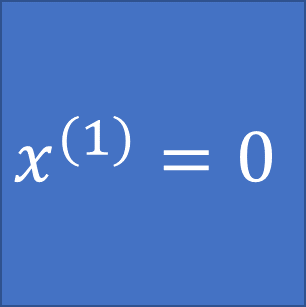 x⁽¹⁾ = 0